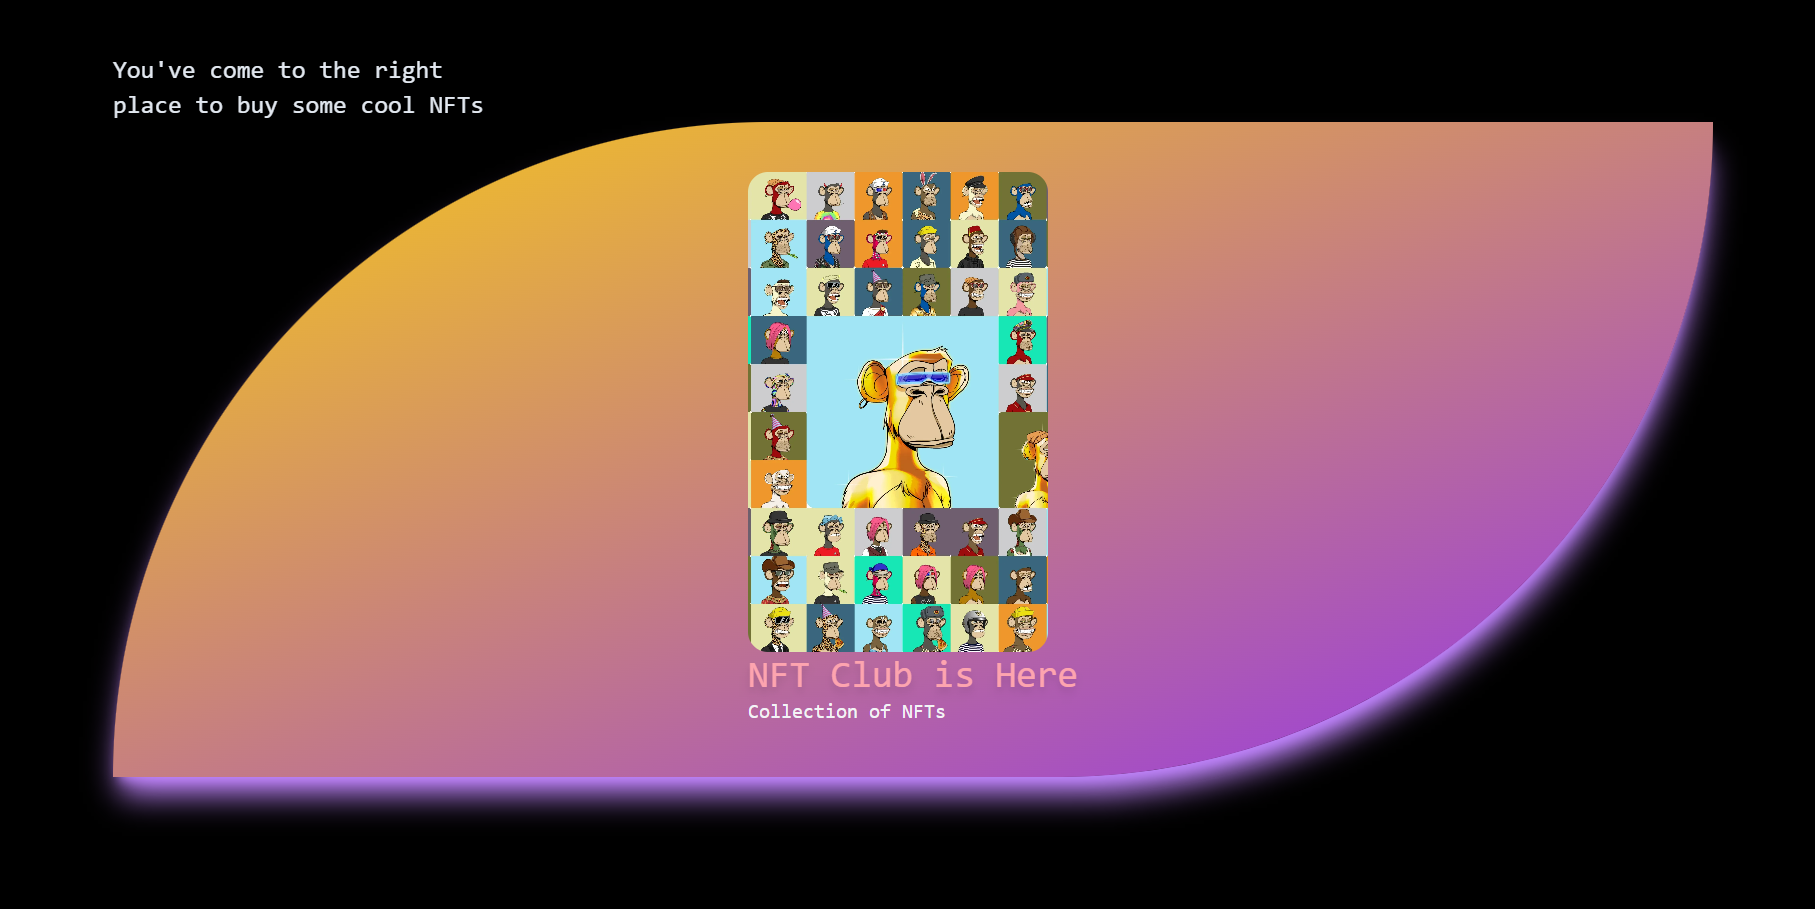 You've come to the right
place to buy some cool NFTs
NFT Club is Here
Collection of NFTs